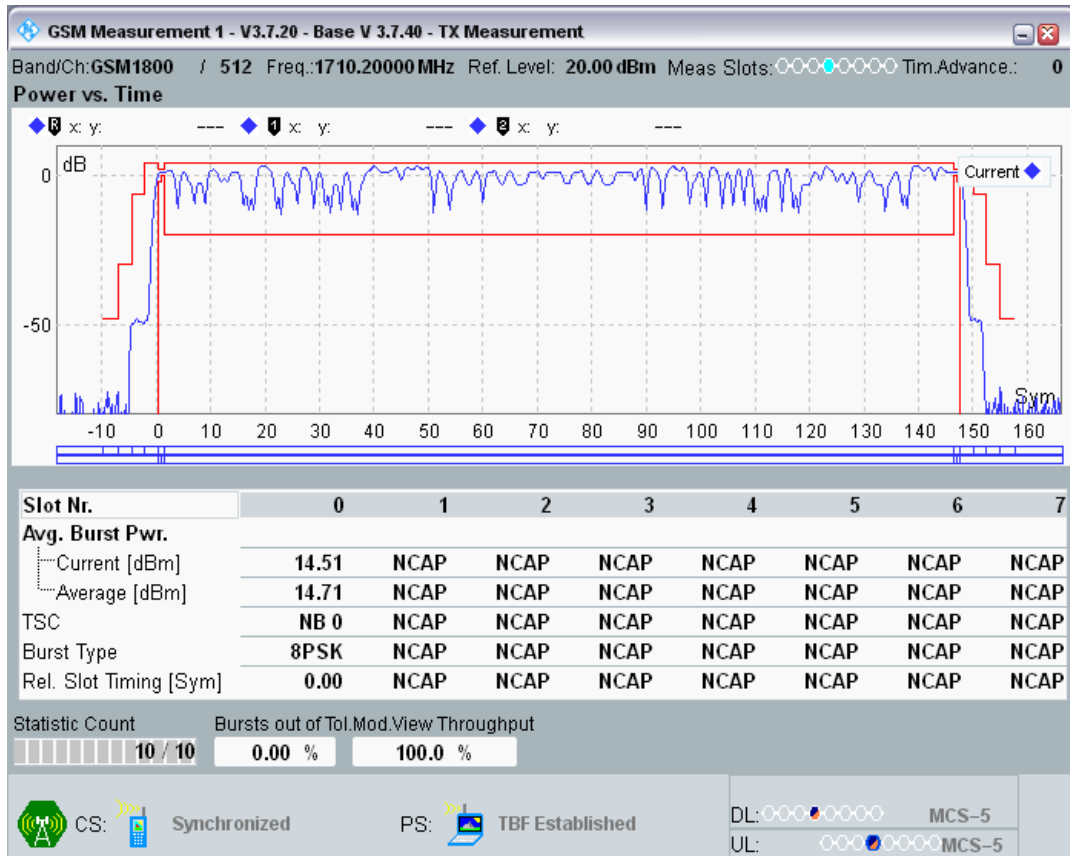 GSM Measurement 1 - V3.7.20 - Base V 3.7.40 - TX Measurement
Band/Ch:GSM1800 / 512 Freq.:1710.20000 MHz Ref. Level: 20.00 dBm Meas Slots: Tim.Advance.: 0
Power vs. Time
R x: y: --- 1 x: y: --- 2 x: y: ---
dB
Current
0
-50
Sym
-10 0 10 20 30 40 50 60 70 80 90 100 110 120 130 140 150 160
Slot Nr. 0 1 2 3 4 5 6 7
Avg. Burst Pwr.
Current [dBm] 14.51 NCAP NCAP NCAP NCAP NCAP NCAP NCAP
Average [dBm] 14.71 NCAP NCAP NCAP NCAP NCAP NCAP NCAP
TSC NB 0 NCAP NCAP NCAP NCAP NCAP NCAP NCAP
Burst Type 8PSK NCAP NCAP NCAP NCAP NCAP NCAP NCAP
Rel. Slot Timing [Sym] 0.00 NCAP NCAP NCAP NCAP NCAP NCAP NCAP
Statistic Count Bursts out of Tol.Mod.View Throughput
10 / 10 0.00 % 100.0 %
CS: Synchronized PS: TBF Established
DL: MCS-5
UL: MCS-5